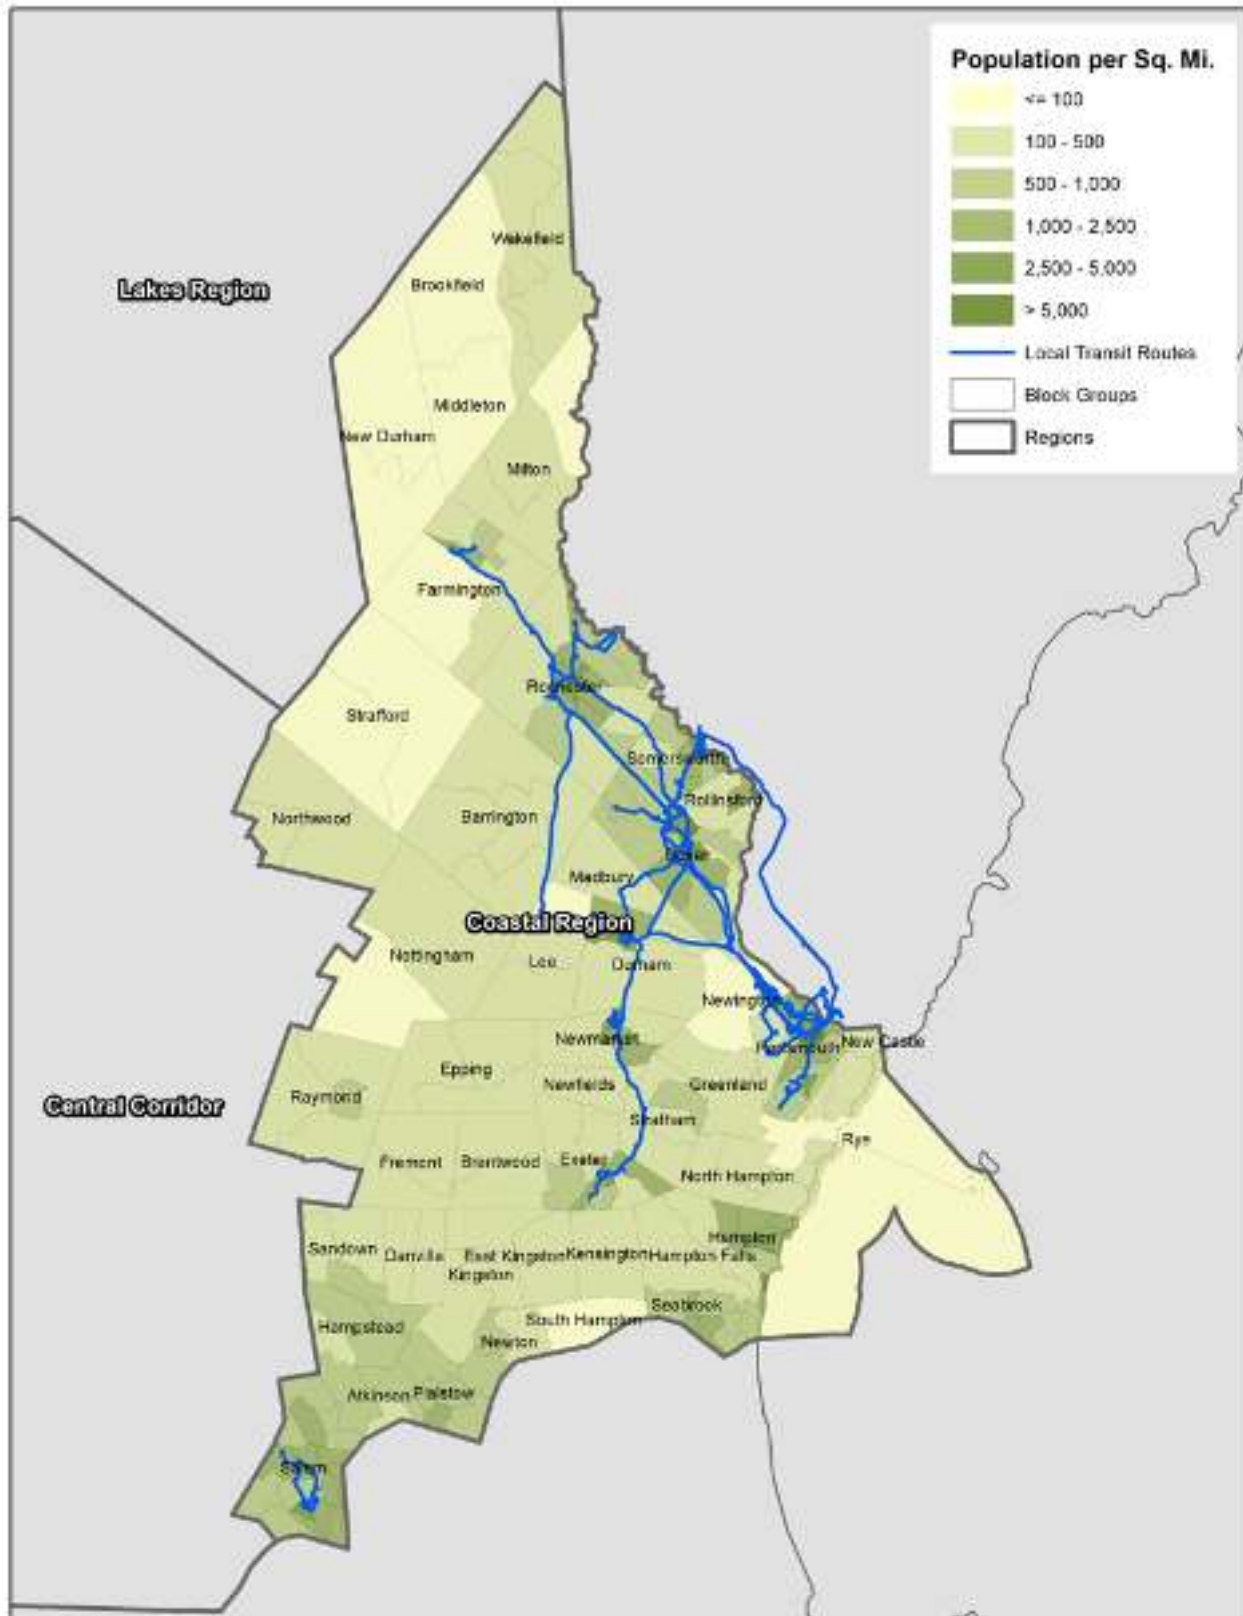 Population per Sq. Mi.
<= 100
100 - 500
500 - 1,000
1,000 - 2,500
2,500 - 5,000
> 5,000
Local Transit Routes
Block Groups
Regions
Wakefield
Lakes Region
Brookfield
Middleton
New Durham
Milton
Farmington
Rochester
Strafford
Somersworth
Rollinsford
Northwood
Barrington
Dover
Madbury
Coastal Region
Nottingham
Lee
Durham
Newington
Newmarket
Portsmouth
New Castle
Epping
Newfields
Greenland
Raymond
Central Corridor
Stratham
Rye
Fremont
Brentwood
Exeter
North Hampton
Hampton
Sandown
Danville
East Kingston
Kensington
Hampton Falls
Kingston
Seabrook
South Hampton
Hampstead
Newton
Atkinson
Plaistow
Salem